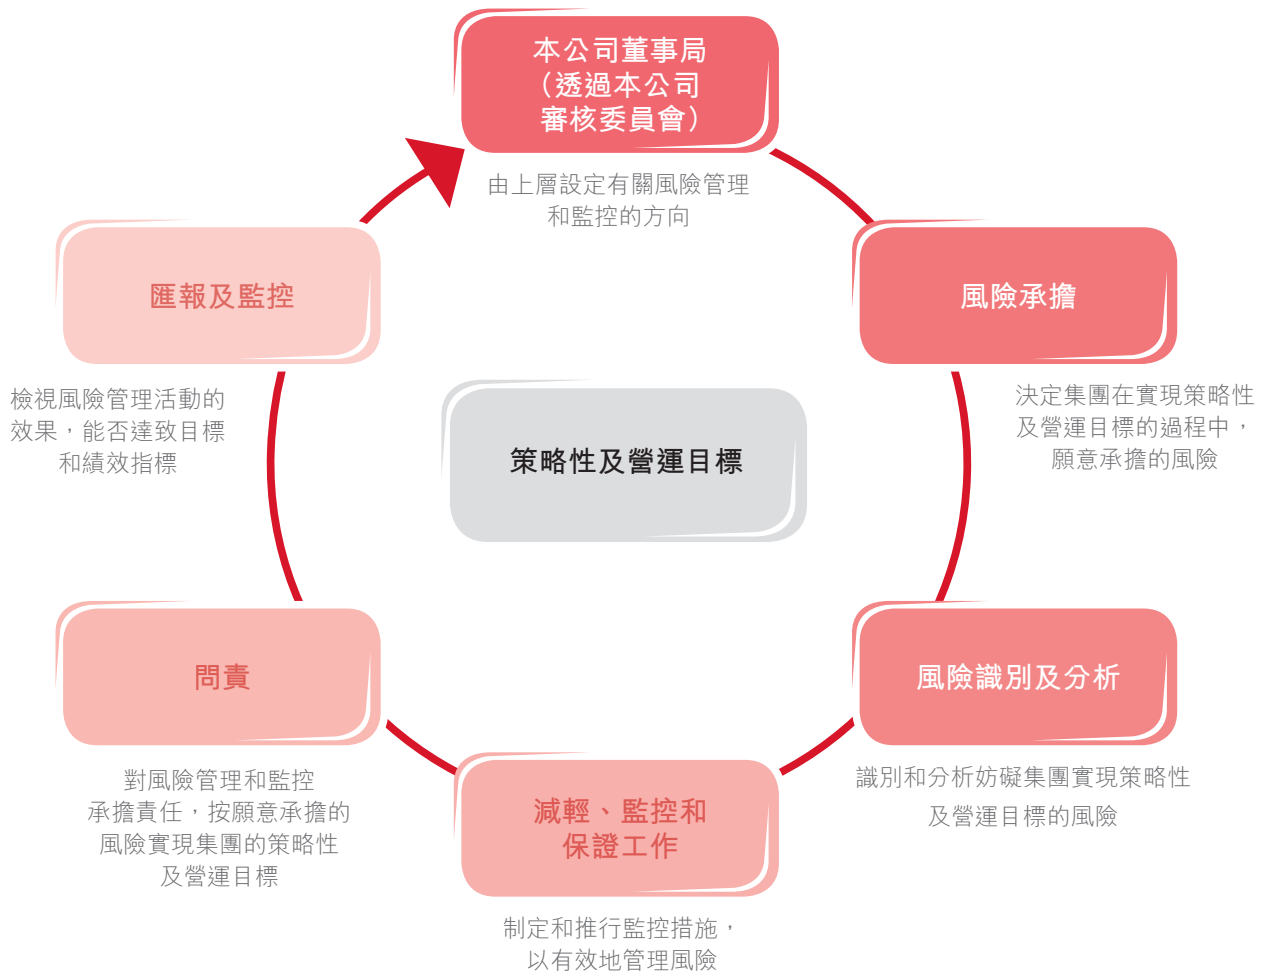 本公司董事局
（透過本公司
審核委員會）
由上層設定有關風險管理
和監控的方向
風險承擔
決定集團在實現策略性
及營運目標的過程中，
願意承擔的風險
風險識別及分析
識別和分析妨礙集團實現策略性
及營運目標的風險
減輕、監控和
保證工作
制定和推行監控措施，
以有效地管理風險
問責
對風險管理和監控
承擔責任，按願意承擔的
風險實現集團的策略性
及營運目標
匯報及監控
檢視風險管理活動的
效果，能否達致目標
和績效指標
策略性及營運目標